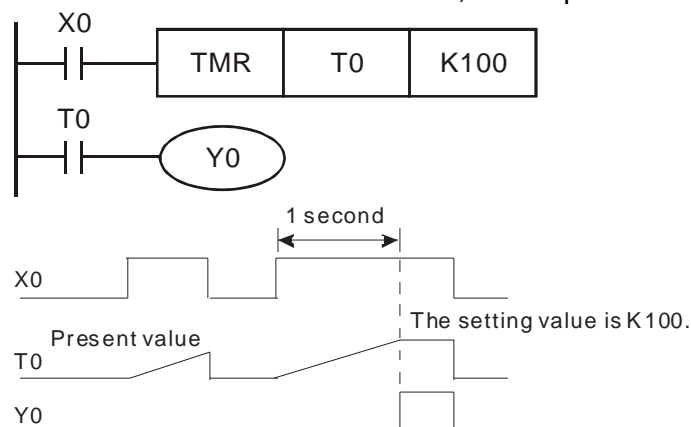 X0
TMR T0 K100
T0
Y0
1 second
X0
The setting value is K100.
Present value
T0
Y0